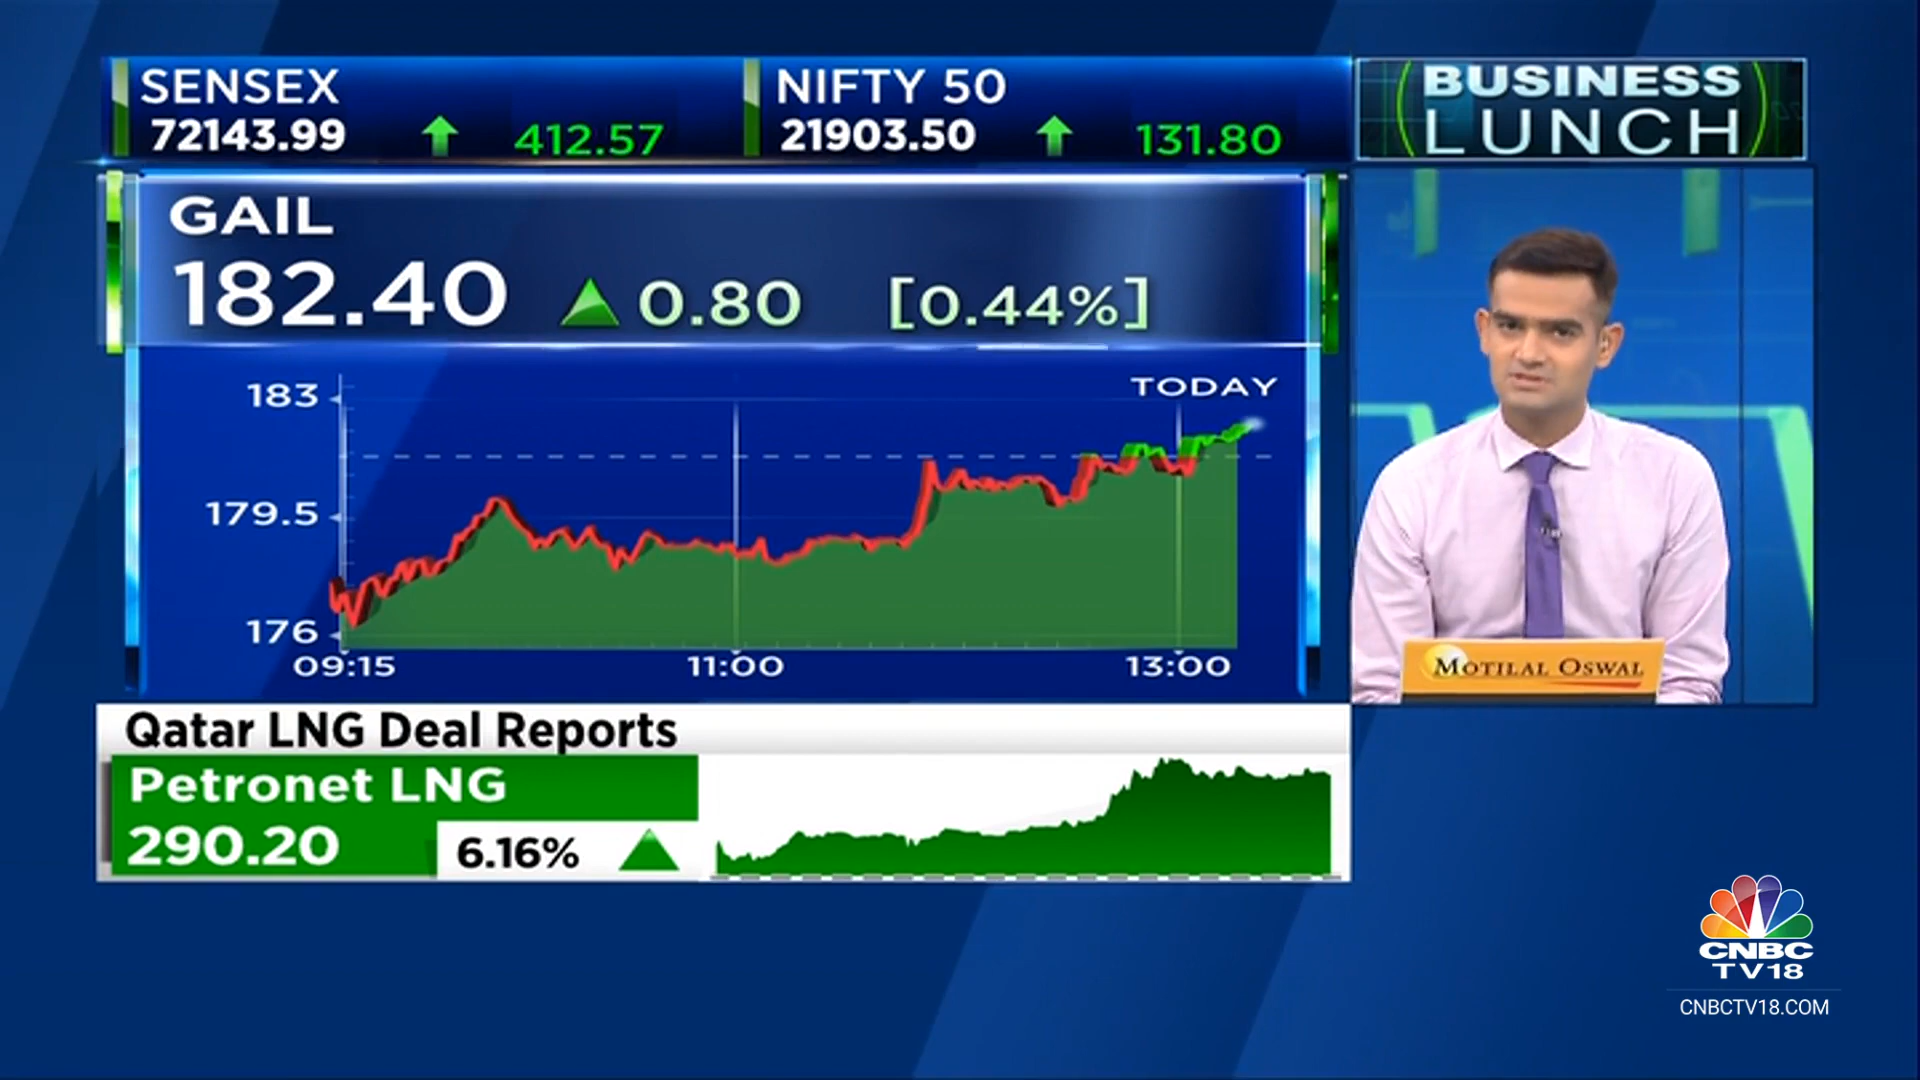 SENSEX
72143.99 412.57
NIFTY 50
21903.50 131.80
BUSINESS
LUNCH
GAIL
182.40 0.80 [0.44%]
TODAY
183
179.5
176
09:15 11:00 13:00
MOTILAL OSWAL
Qatar LNG Deal Reports
Petronet LNG
290.20 6.16%
CNBC
TV18
CNBCTV18.COM